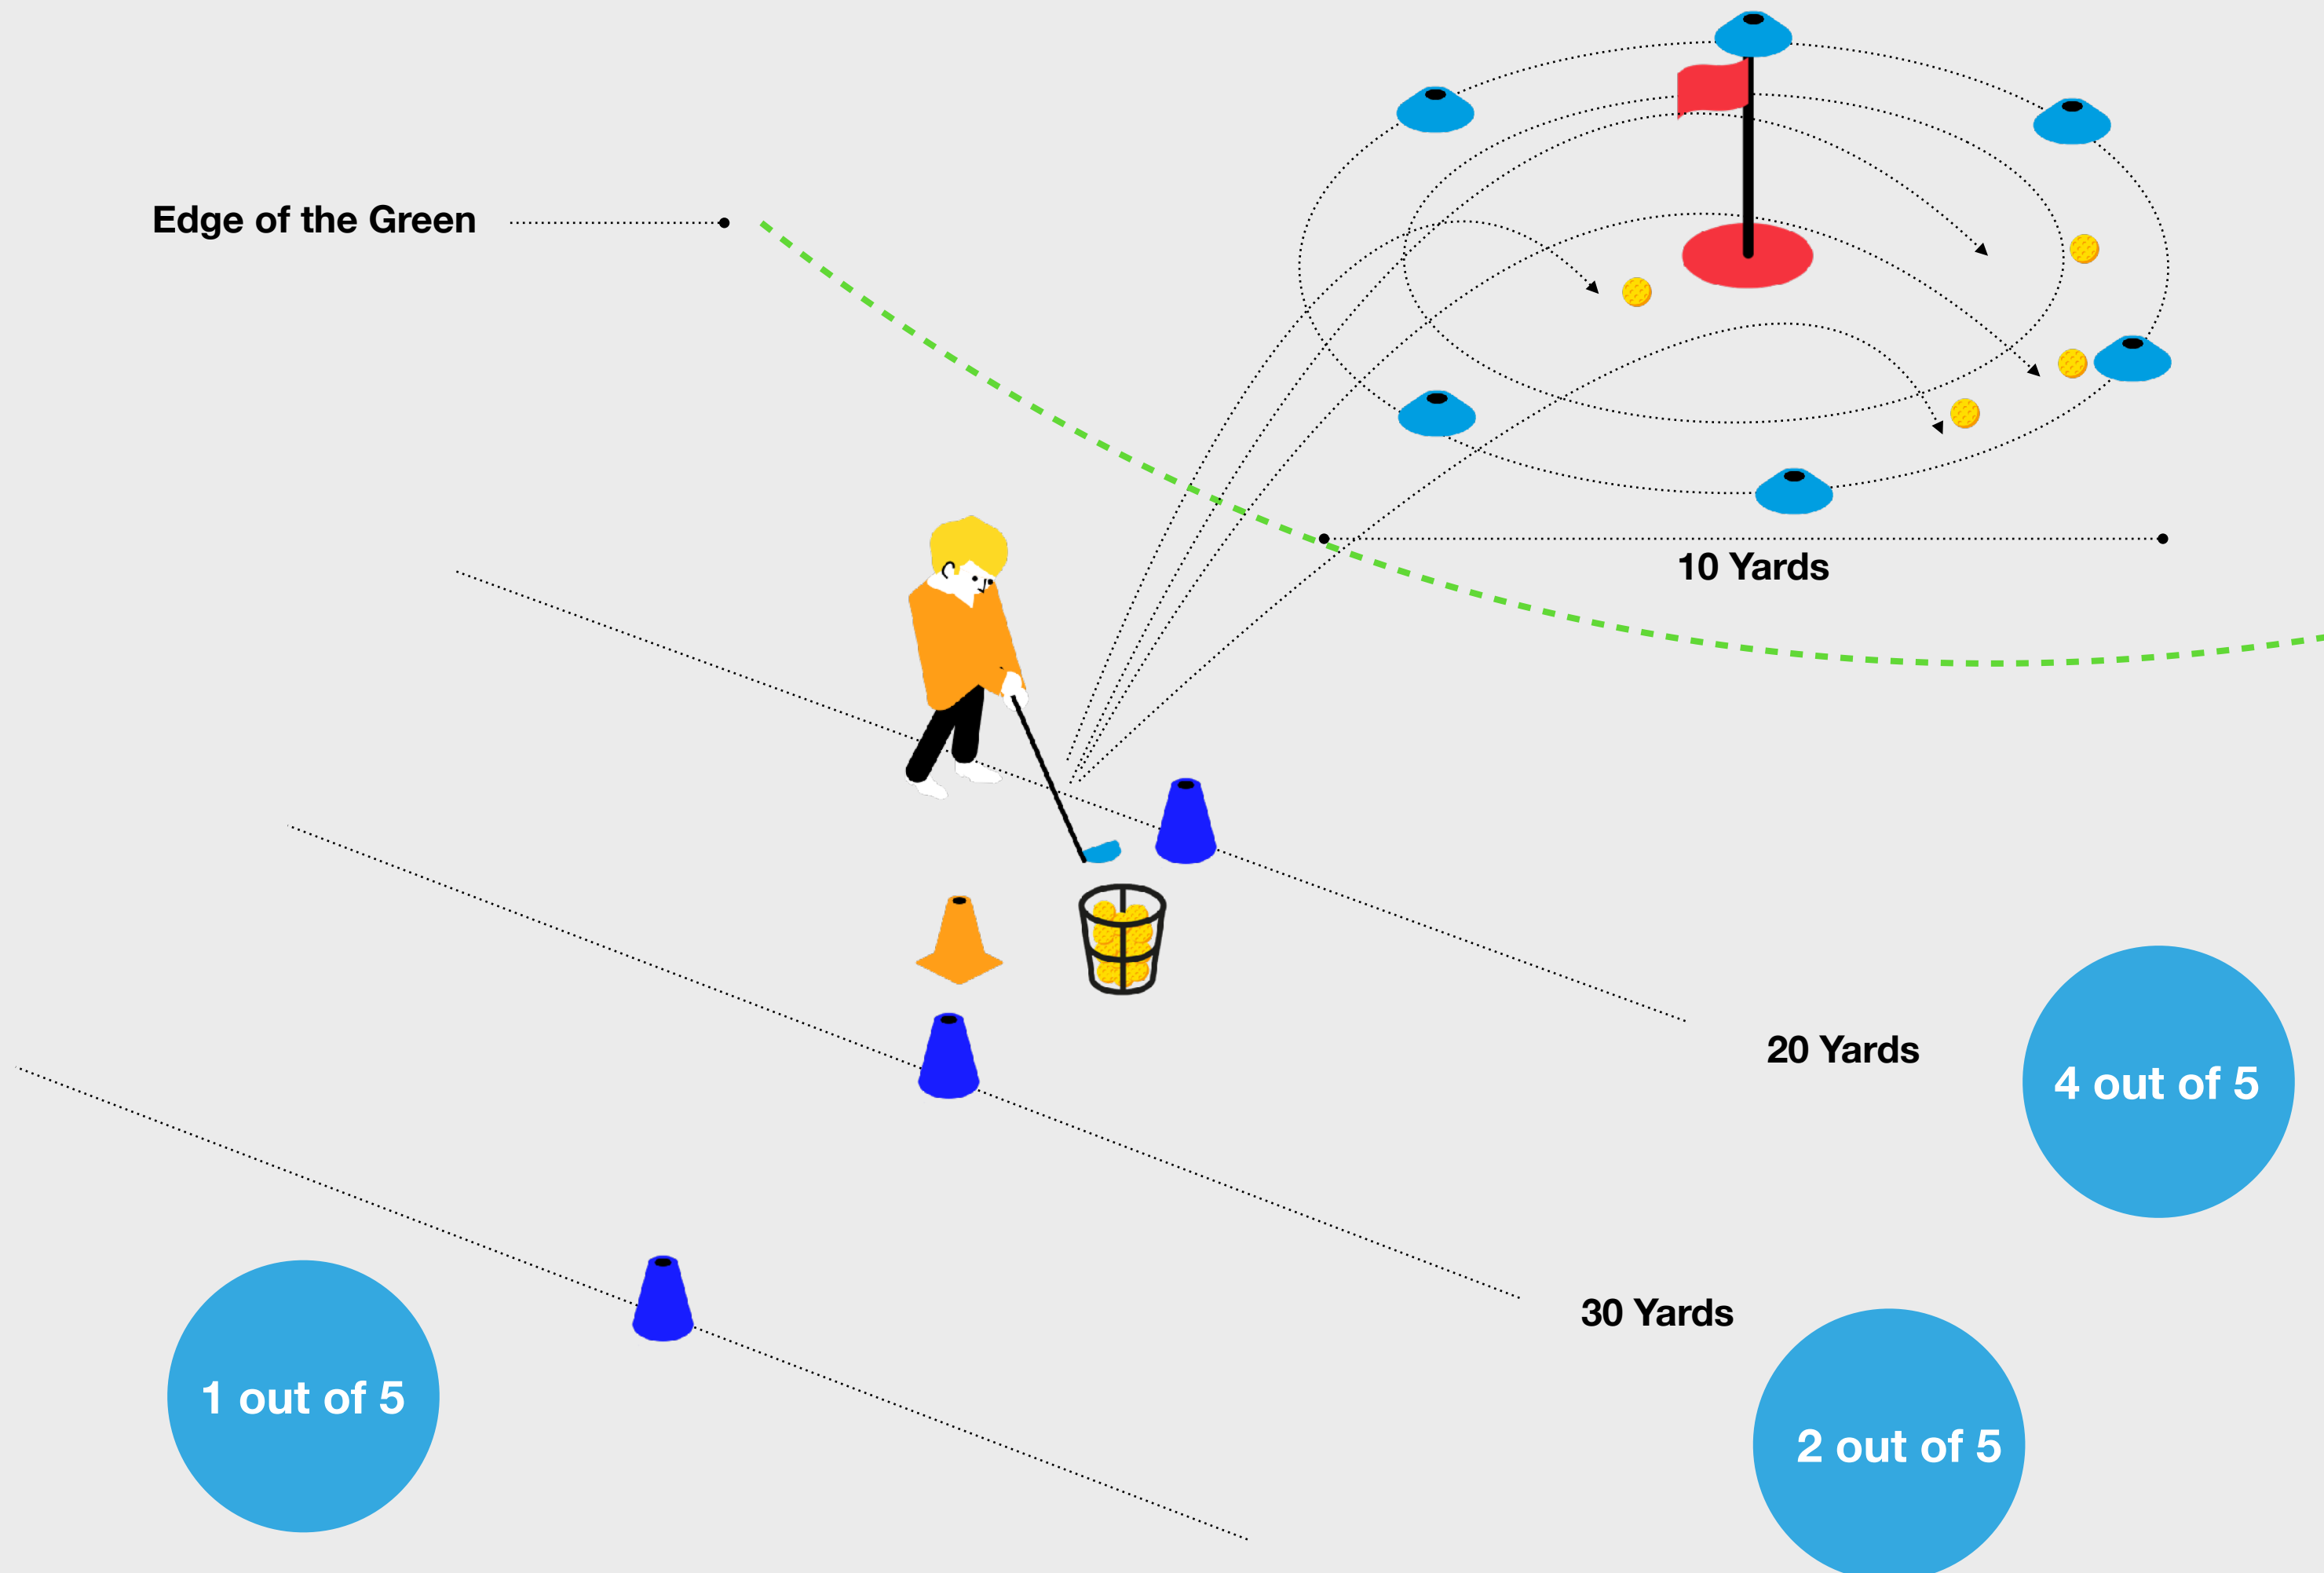 Edge of the Green
10 Yards
20 Yards
4 out of 5
30 Yards
1 out of 5
2 out of 5